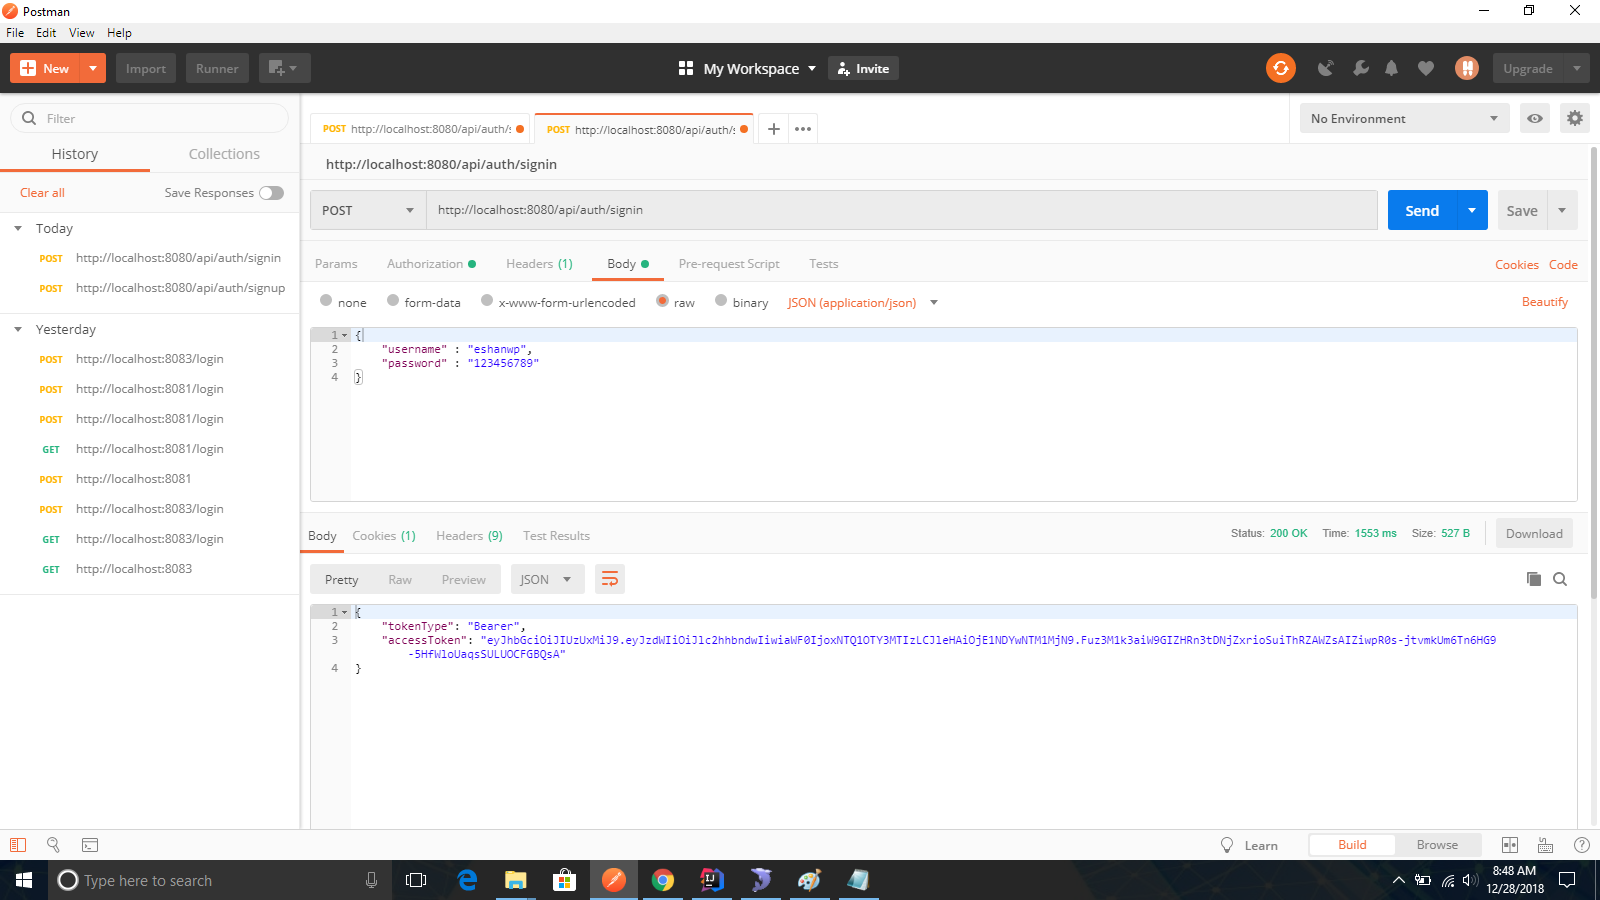 Postman
File Edit View Help
New Import Runner My Workspace Invite Upgrade
Filter
History Collections
Clear all Save Responses
Today
POST http://localhost:8080/api/auth/signin
POST http://localhost:8080/api/auth/signup
Yesterday
POST http://localhost:8083/login
POST http://localhost:8081/login
POST http://localhost:8081/login
GET http://localhost:8081/login
POST http://localhost:8081
POST http://localhost:8083/login
GET http://localhost:8083/login
GET http://localhost:8083
POST http://localhost:8080/api/auth/s POST http://localhost:8080/api/auth/s No Environment
http://localhost:8080/api/auth/signin
POST http://localhost:8080/api/auth/signin Send Save
Params Authorization Headers (1) Body Pre-request Script Tests Cookies Code
none form-data x-www-form-urlencoded raw binary JSON (application/json) Beautify
1 {
2 "username" : "eshanwp",
3 "password" : "123456789"
4 }
Body Cookies (1) Headers (9) Test Results Status: 200 OK Time: 1553 ms Size: 527 B Download
Pretty Raw Preview JSON
1 {
2 "tokenType": "Bearer",
3 "accessToken": "eyJhbGciOiJIUzUxMiJ9.eyJzdWIiOiJlc2hhbndwIiwiaWF0IjoxNTQ1OTY3MTIzLCJleHAiOjE1NDYwNTM1MjN9.Fuz3M1k3aiW9GIZHRn3tDNjZxrioSuiThRZAWZsAIZiwpR0s-jtvmkUm6Tn6HG9
-5HfWloUaqsSULUOCFGBQsA"
4 }
Learn Build Browse
Type here to search
8:48 AM
12/28/2018